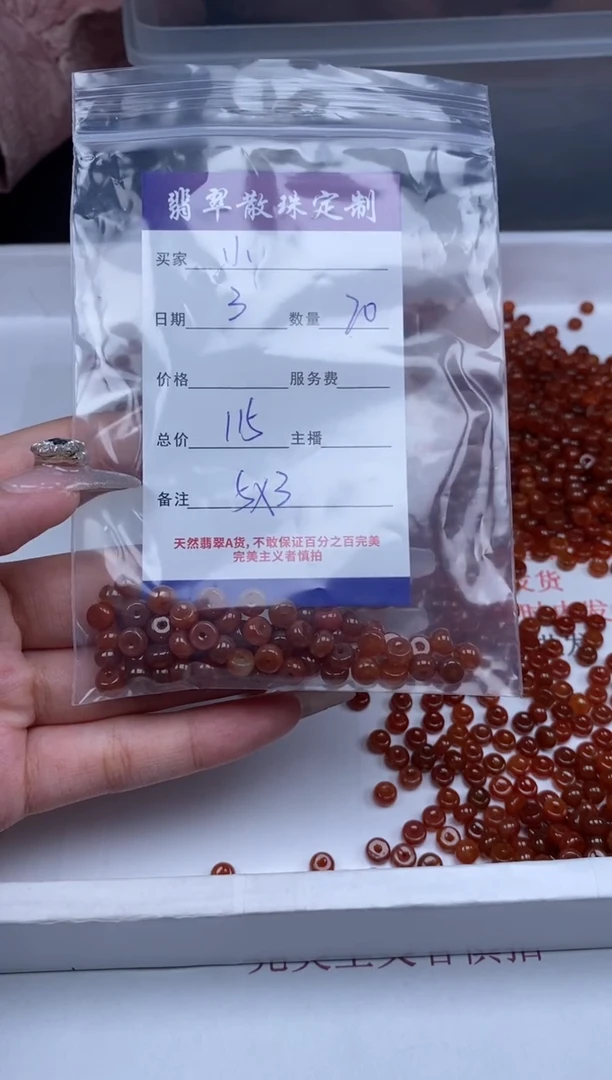 翡翠散珠定制
买家 小
日期 3 数量 70
价格 服务费
总价 115 主播
备注 5X3
天然翡翠A货,不敢保证百分之百完美
完美主义者慎拍
发货